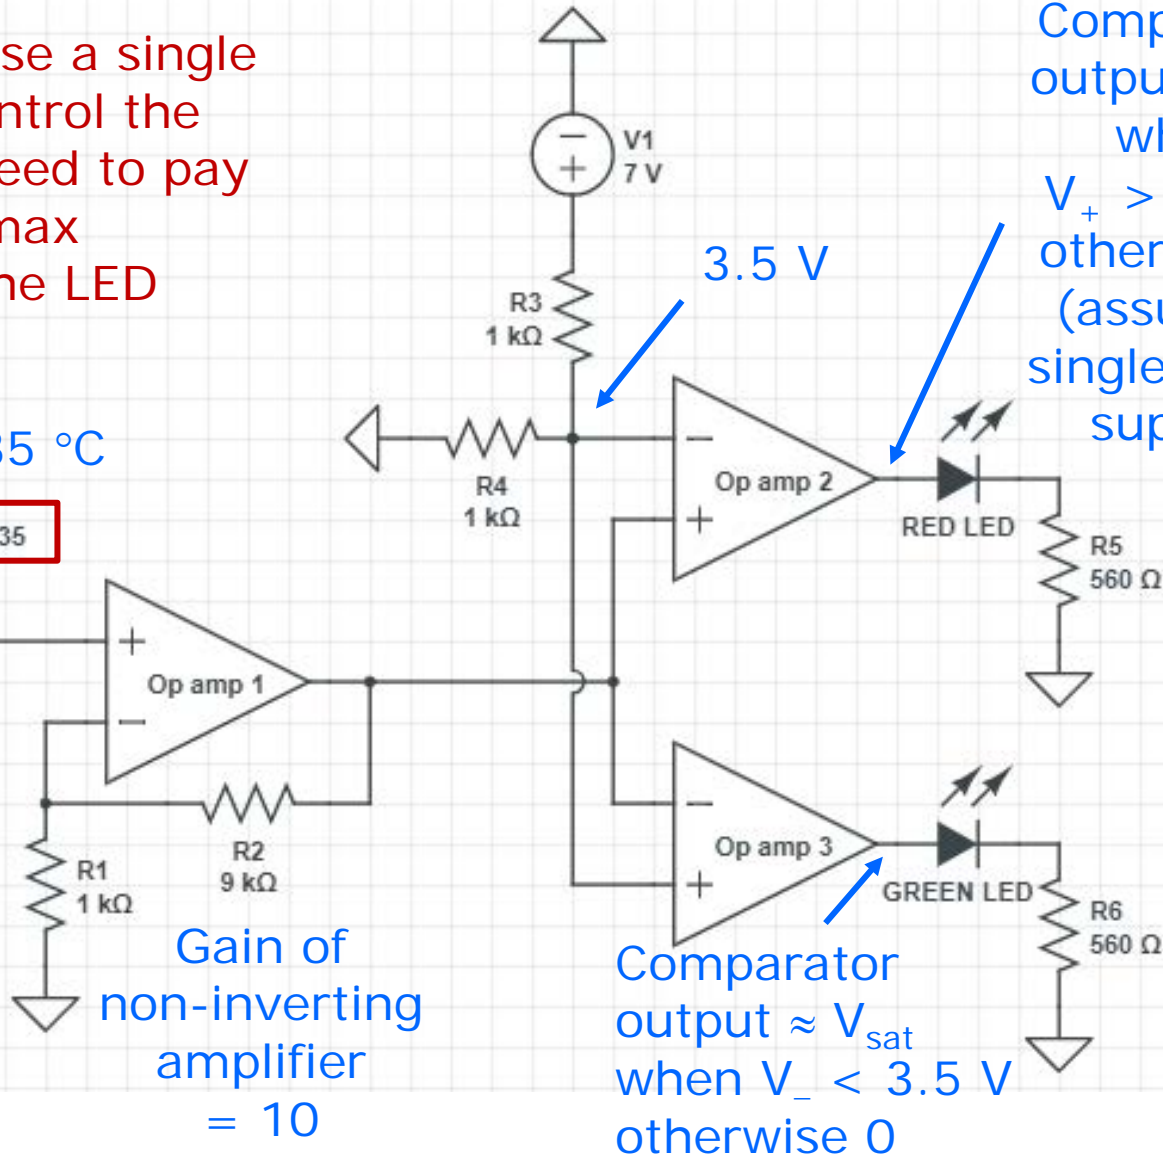 se a single
ntrol the
eed to pay
max
ne LED
V1
7 V
Comp
outpu
wh
V₊ >
other
(assu
single
sup
3.5 V
R3
1 kΩ
35 °C
35
R4
1 kΩ
−
Op amp 2
+
RED LED
R5
560 Ω
+
Op amp 1
−
R2
9 kΩ
R1
1 kΩ
Gain of
non-inverting
amplifier
= 10
−
Op amp 3
+
GREEN LED
R6
560 Ω
Comparator
output ≈ Vsat
when V₋ < 3.5 V
otherwise 0